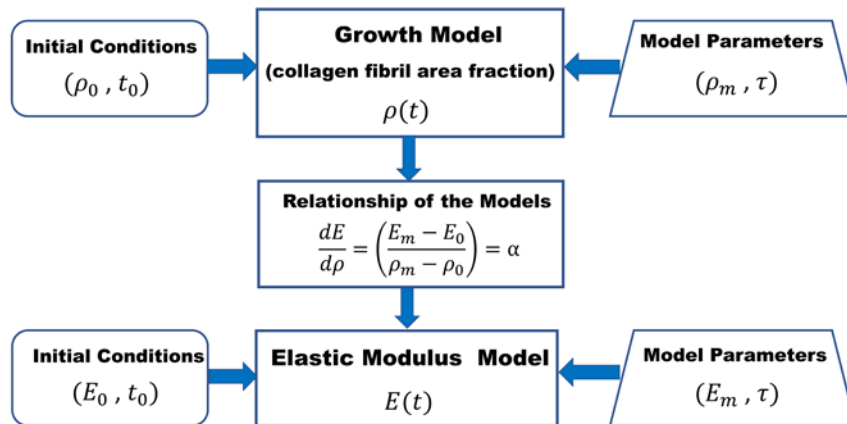 Initial Conditions
(ρ₀ , t₀)
Growth Model
(collagen fibril area fraction)
ρ(t)
Model Parameters
(ρₘ , τ)
Relationship of the Models
dE/dρ = ((Eₘ − E₀)/(ρₘ − ρ₀)) = α
Initial Conditions
(E₀ , t₀)
Elastic Modulus Model
E(t)
Model Parameters
(Eₘ , τ)